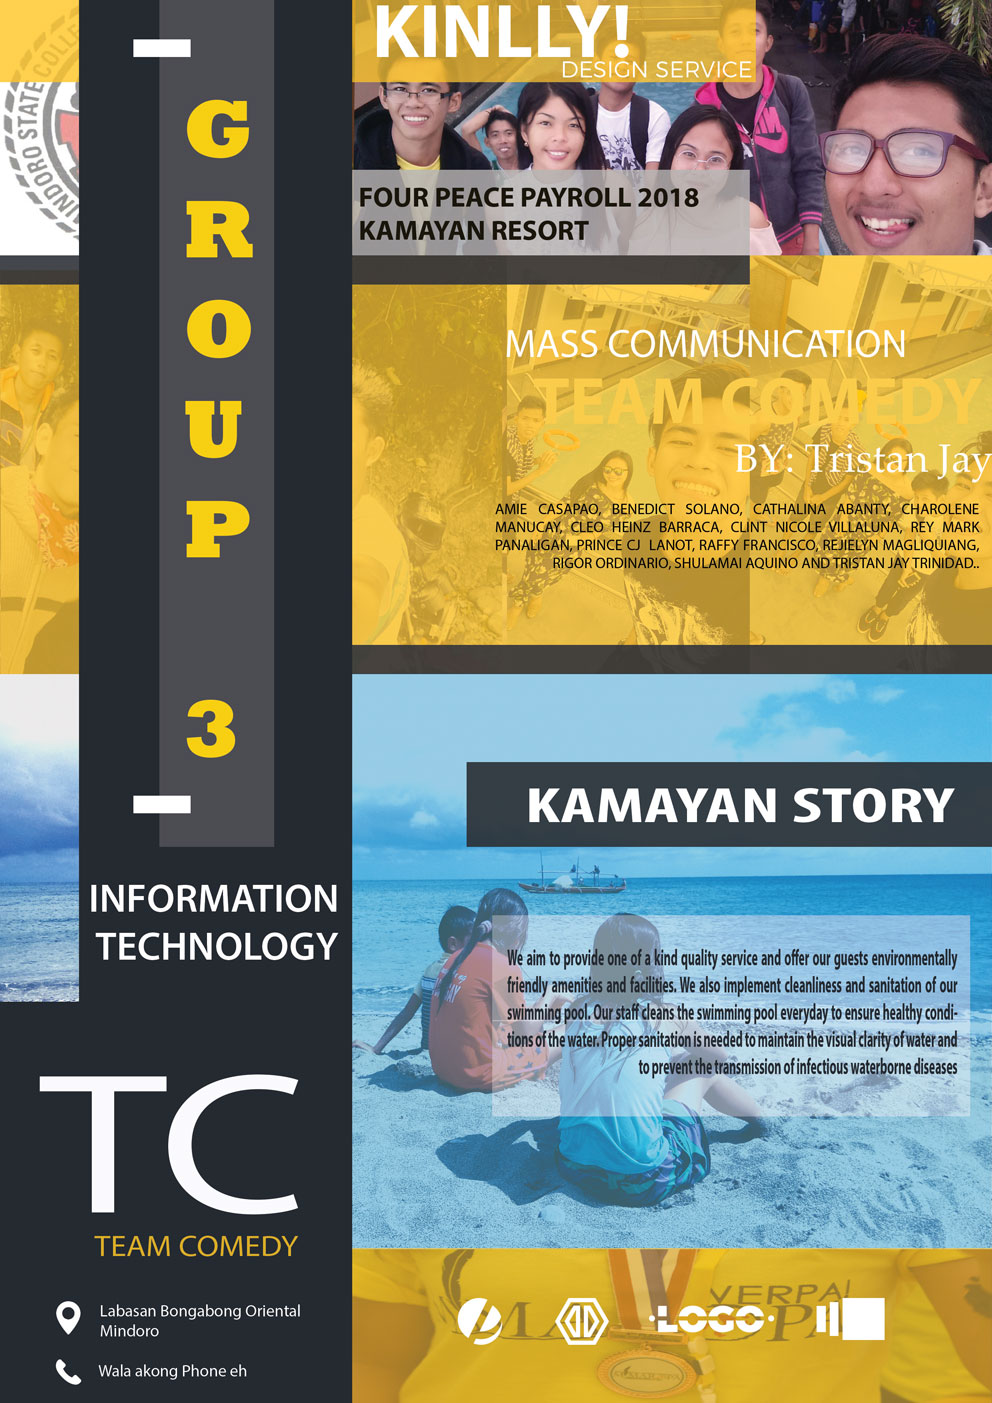 KINLLY!
DESIGN SERVICE
MINDORO STATE COLLE
GROUP 3
FOUR PEACE PAYROLL 2018
KAMAYAN RESORT
MASS COMMUNICATION
TEAM COMEDY
BY: Tristan Jay
AMIE CASAPAO, BENEDICT SOLANO, CATHALINA ABANTY, CHAROLENE
MANUCAY, CLEO HEINZ BARRACA, CLINT NICOLE VILLALUNA, REY MARK
PANALIGAN, PRINCE CJ LANOT, RAFFY FRANCISCO, REJIELYN MAGLIQUIANG,
RIGOR ORDINARIO, SHULAMAI AQUINO AND TRISTAN JAY TRINIDAD..
KAMAYAN STORY
INFORMATION
TECHNOLOGY
We aim to provide one of a kind quality service and offer our guests environmentally
friendly amenities and facilities. We also implement cleanliness and sanitation of our
swimming pool. Our staff cleans the swimming pool everyday to ensure healthy condi-
tions of the water. Proper sanitation is needed to maintain the visual clarity of water and
to prevent the transmission of infectious waterborne diseases
TC
TEAM COMEDY
Labasan Bongabong Oriental
Mindoro
Wala akong Phone eh
VERPA
·LOGO·